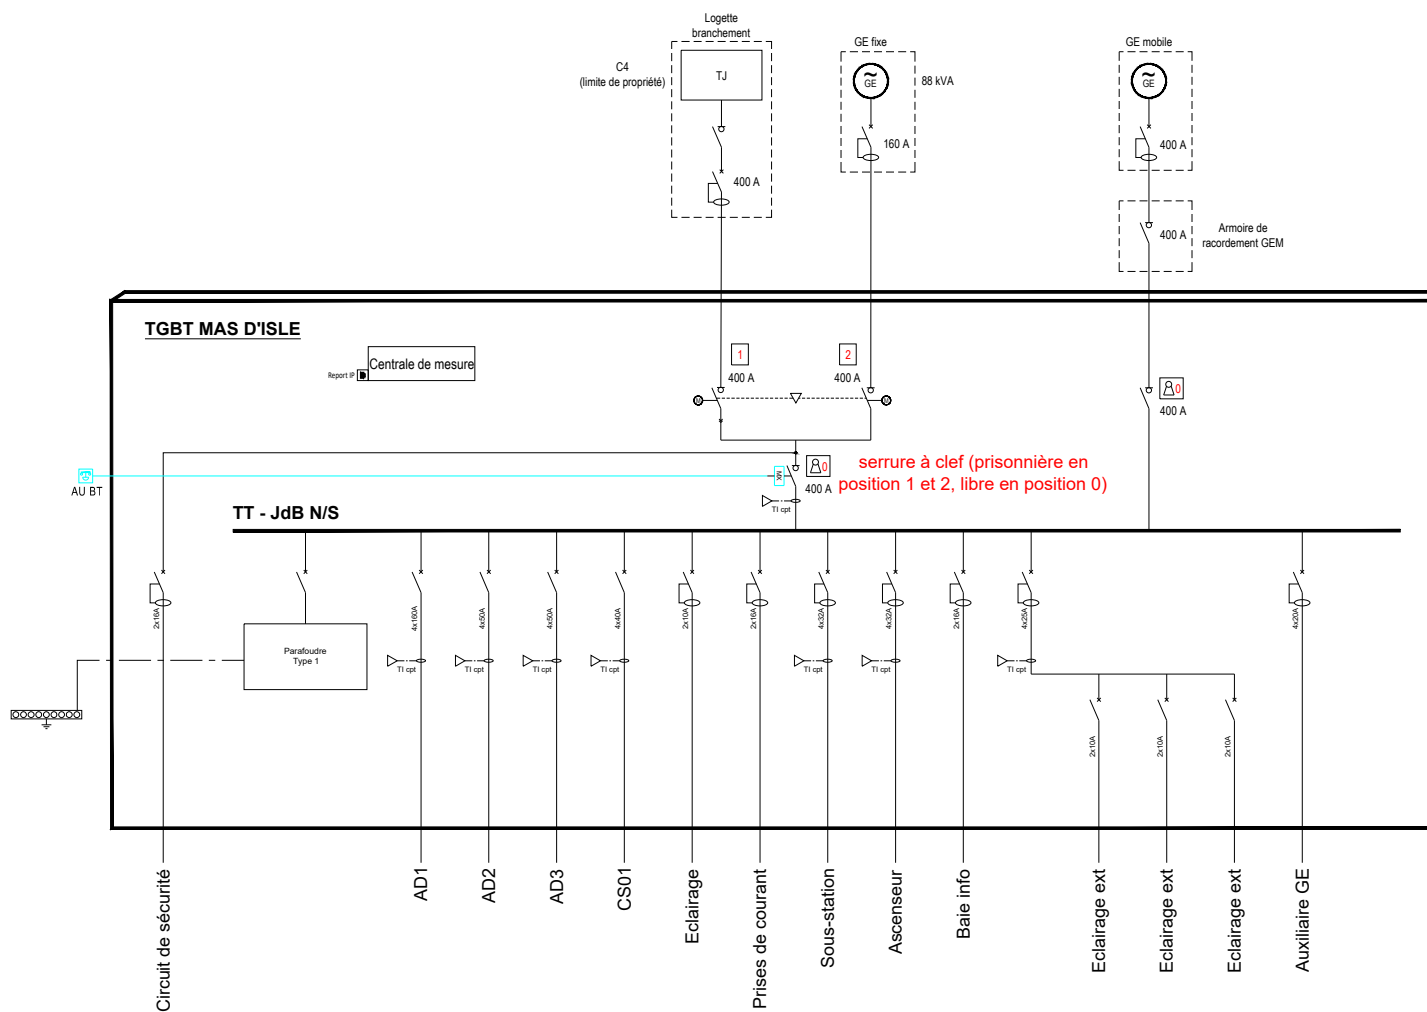 Logette
branchement
C4
(limite de propriété)
TJ
400 A
GE fixe
GE
88 kVA
160 A
GE mobile
GE
400 A
400 A
Armoire de
racordement GEM
TGBT MAS D'ISLE
Centrale de mesure
Report IP
1
400 A
2
400 A
M
M
0
400 A
AU BT
MX
0
400 A
serrure à clef (prisonnière en
position 1 et 2, libre en position 0)
TI cpt
TT - JdB N/S
2x16A
Parafoudre
Type 1
4x160A
4x50A
4x50A
4x40A
2x10A
2x16A
4x32A
4x32A
2x16A
4x25A
4x20A
TI cpt
TI cpt
TI cpt
TI cpt
TI cpt
TI cpt
TI cpt
2x10A
2x10A
2x10A
Circuit de sécurité
AD1
AD2
AD3
CS01
Eclairage
Prises de courant
Sous-station
Ascenseur
Baie info
Eclairage ext
Eclairage ext
Eclairage ext
Auxiliaire GE